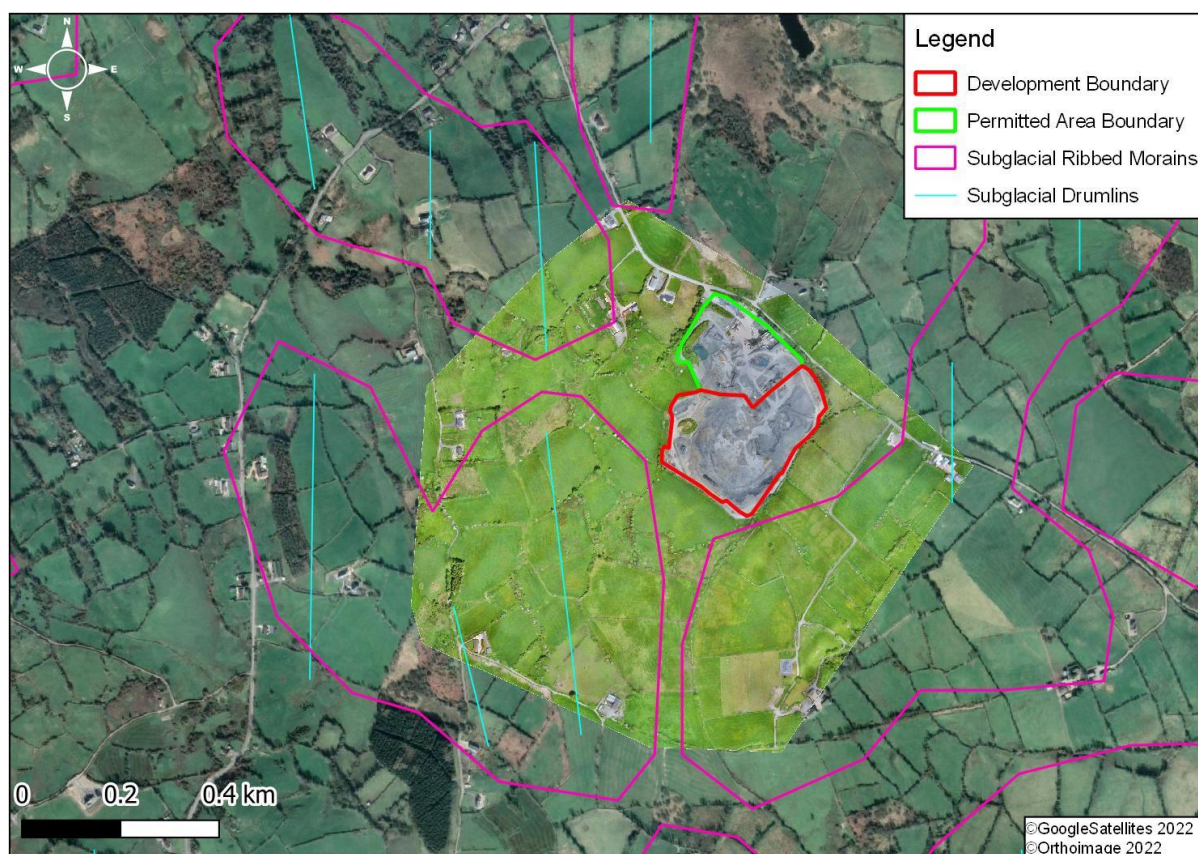 N
W E
S
Legend
Development Boundary
Permitted Area Boundary
Subglacial Ribbed Morains
Subglacial Drumlins
0 0.2 0.4 km
©GoogleSatellites 2022
©Orthoimage 2022